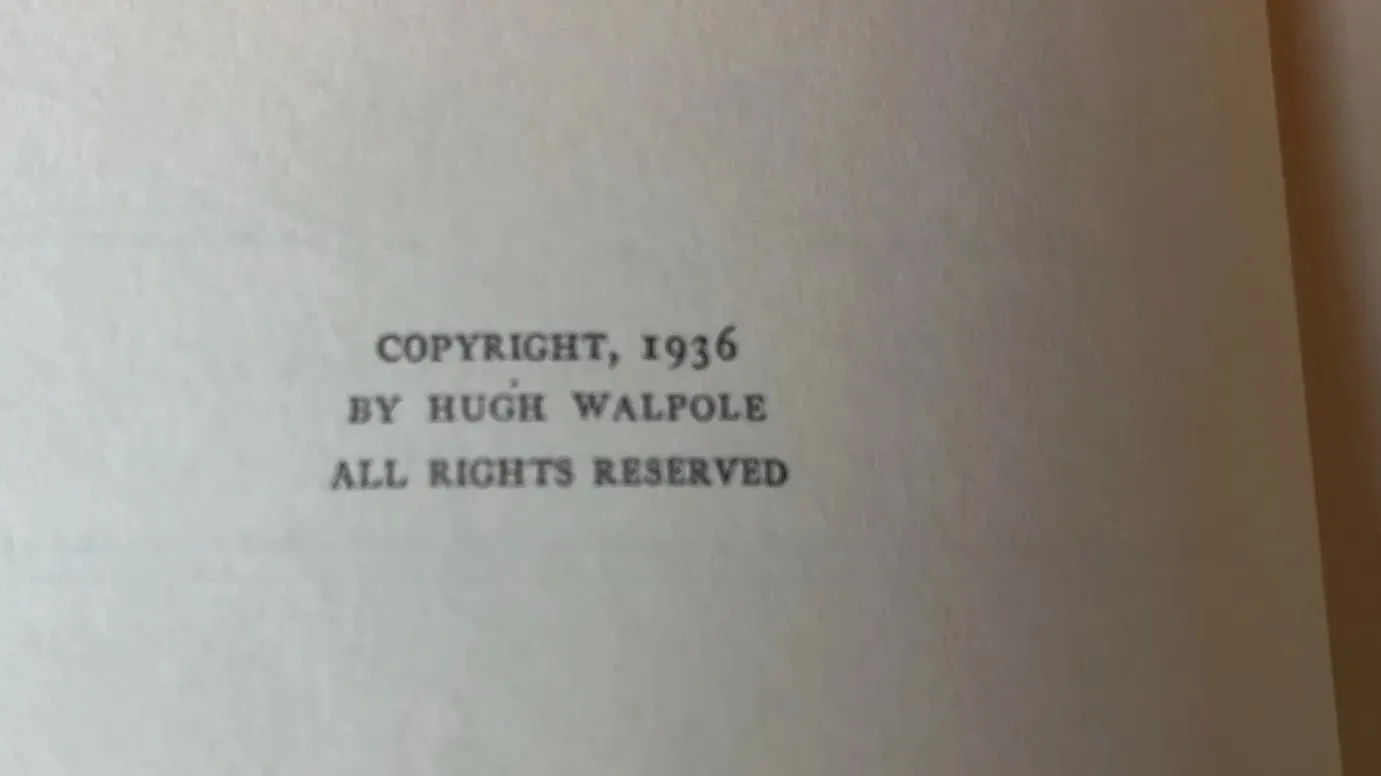 COPYRIGHT, 1936
BY HUGH WALPOLE
ALL RIGHTS RESERVED